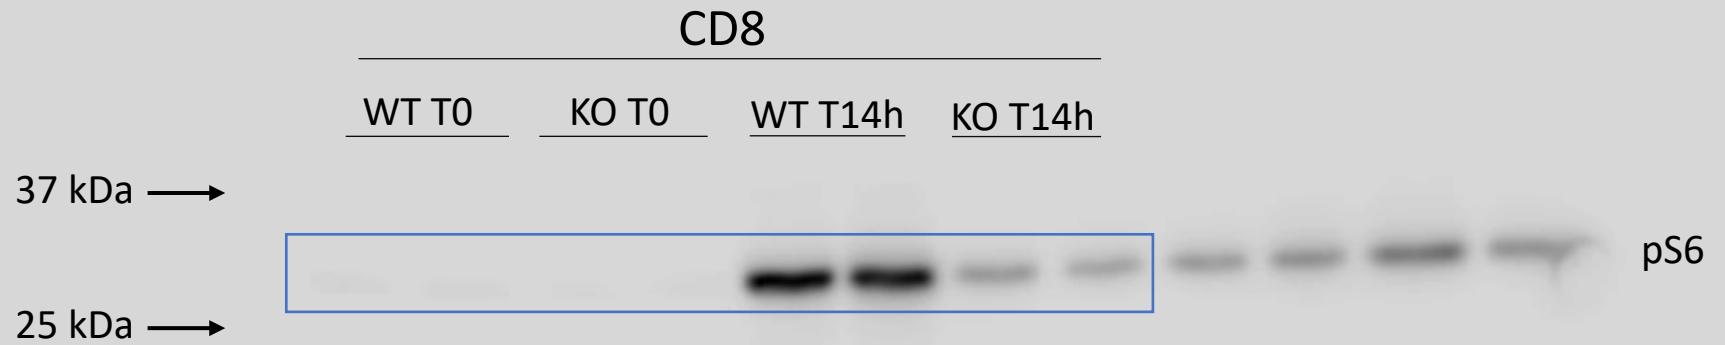 CD8
WT T0 KO T0 WT T14h KO T14h
37 kDa
pS6
25 kDa